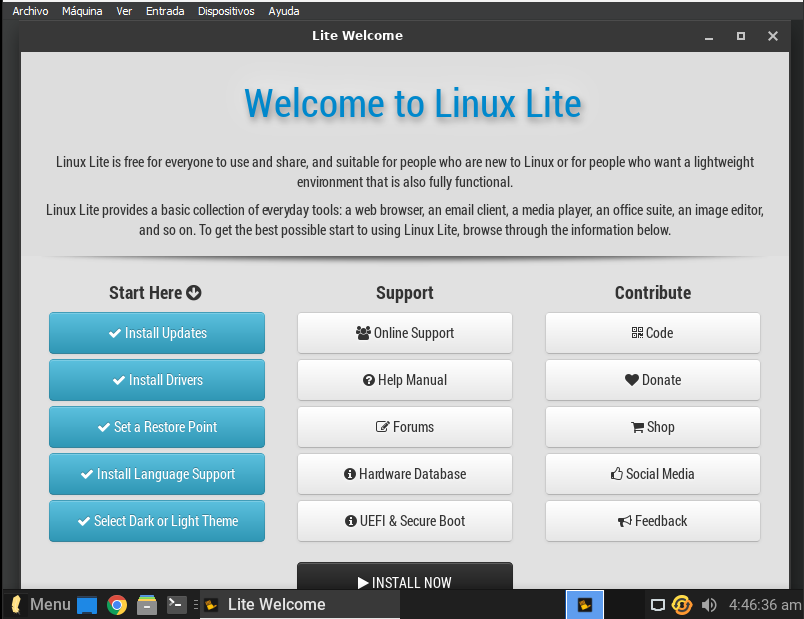 Archivo Máquina Ver Entrada Dispositivos Ayuda
Lite Welcome
Welcome to Linux Lite
Linux Lite is free for everyone to use and share, and suitable for people who are new to Linux or for people who want a lightweight
environment that is also fully functional.
Linux Lite provides a basic collection of everyday tools: a web browser, an email client, a media player, an office suite, an image editor,
and so on. To get the best possible start to using Linux Lite, browse through the information below.
Start Here
Install Updates
Install Drivers
Set a Restore Point
Install Language Support
Select Dark or Light Theme
Support
Online Support
Help Manual
Forums
Hardware Database
UEFI & Secure Boot
Contribute
Code
Donate
Shop
Social Media
Feedback
INSTALL NOW
Menu Lite Welcome 4:46:36 am